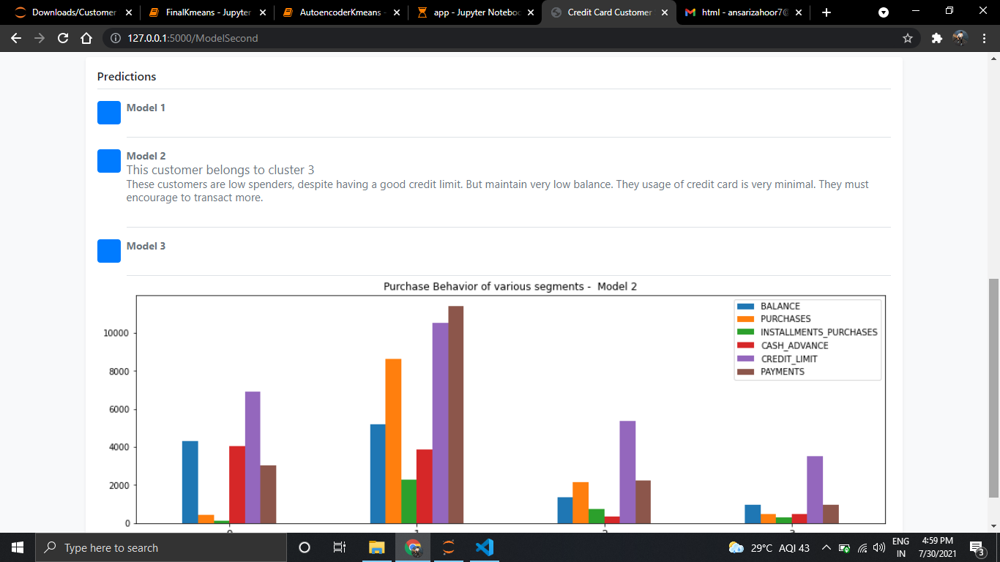 Downloads/Customer
FinalKmeans - Jupyter
AutoencoderKmeans -
app - Jupyter Noteboo
Credit Card Customer
html - ansarizahoor7@
127.0.0.1:5000/ModelSecond
Predictions
Model 1
Model 2
This customer belongs to cluster 3
These customers are low spenders, despite having a good credit limit. But maintain very low balance. They usage of credit card is very minimal. They must
encourage to transact more.
Model 3
Purchase Behavior of various segments - Model 2
BALANCE
PURCHASES
INSTALLMENTS_PURCHASES
CASH_ADVANCE
CREDIT_LIMIT
PAYMENTS
10000
8000
6000
4000
2000
0
Type here to search
29°C AQI 43
ENG
IN
4:59 PM
7/30/2021
3